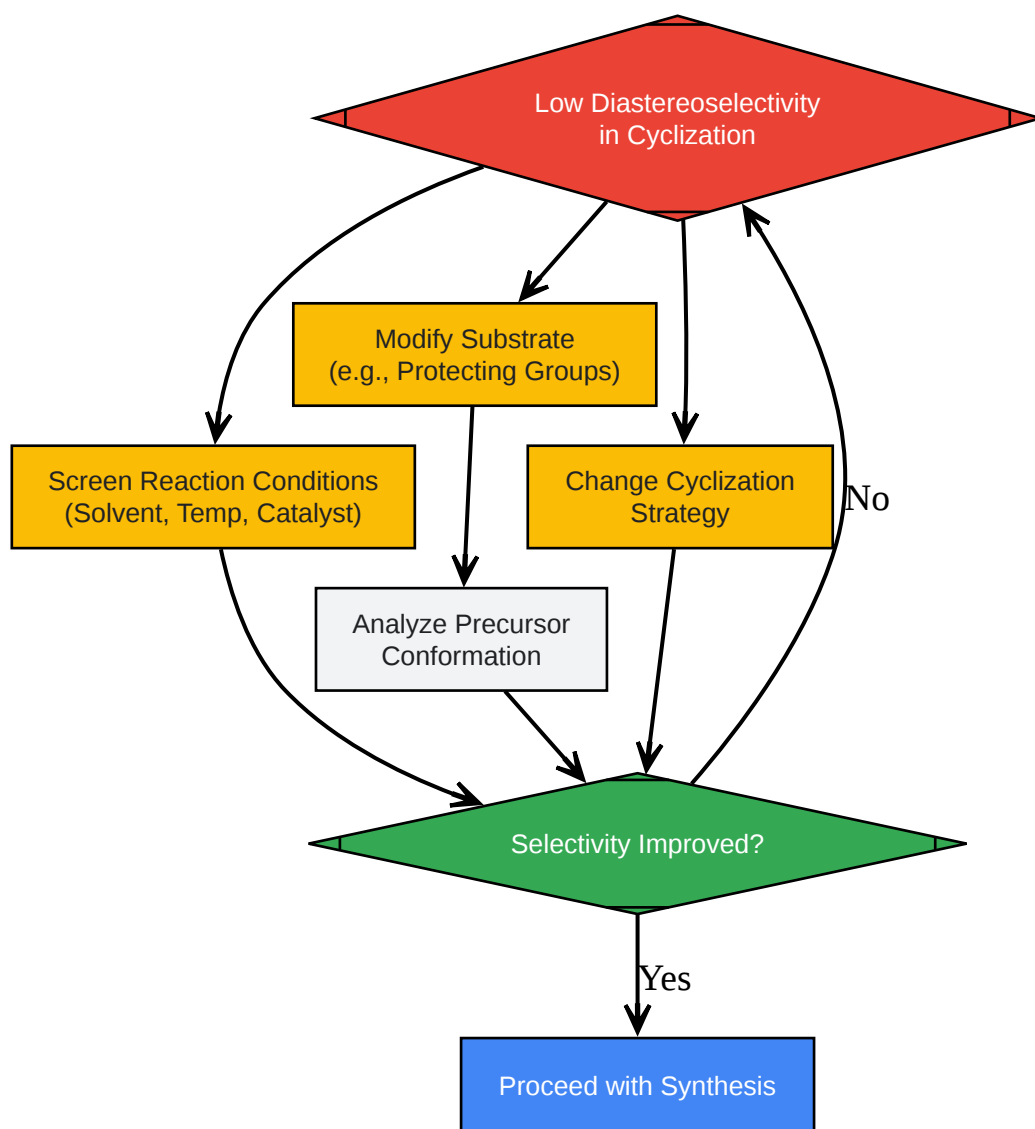 Low Diastereoselectivity
in Cyclization
Modify Substrate
(e.g., Protecting Groups)
Screen Reaction Conditions
(Solvent, Temp, Catalyst)
Change Cyclization
Strategy
No
Analyze Precursor
Conformation
Selectivity Improved?
Yes
Proceed with Synthesis